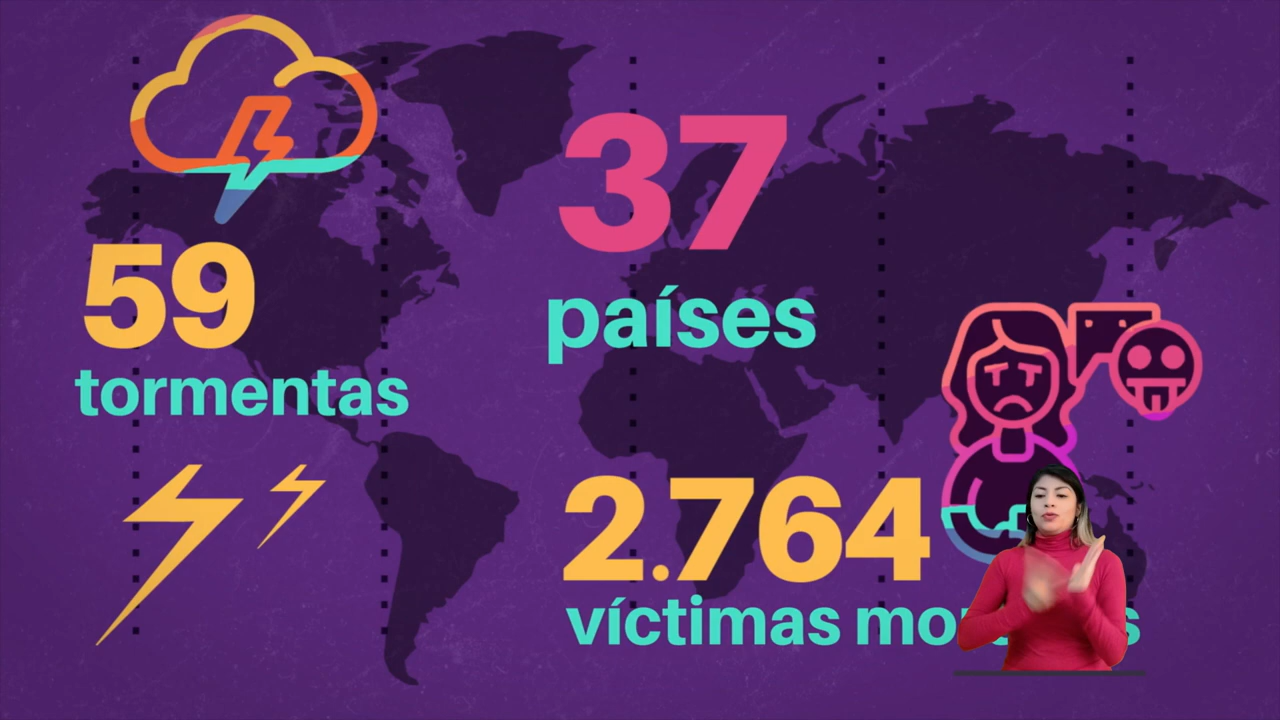 59
tormentas
37
países
2.764
víctimas